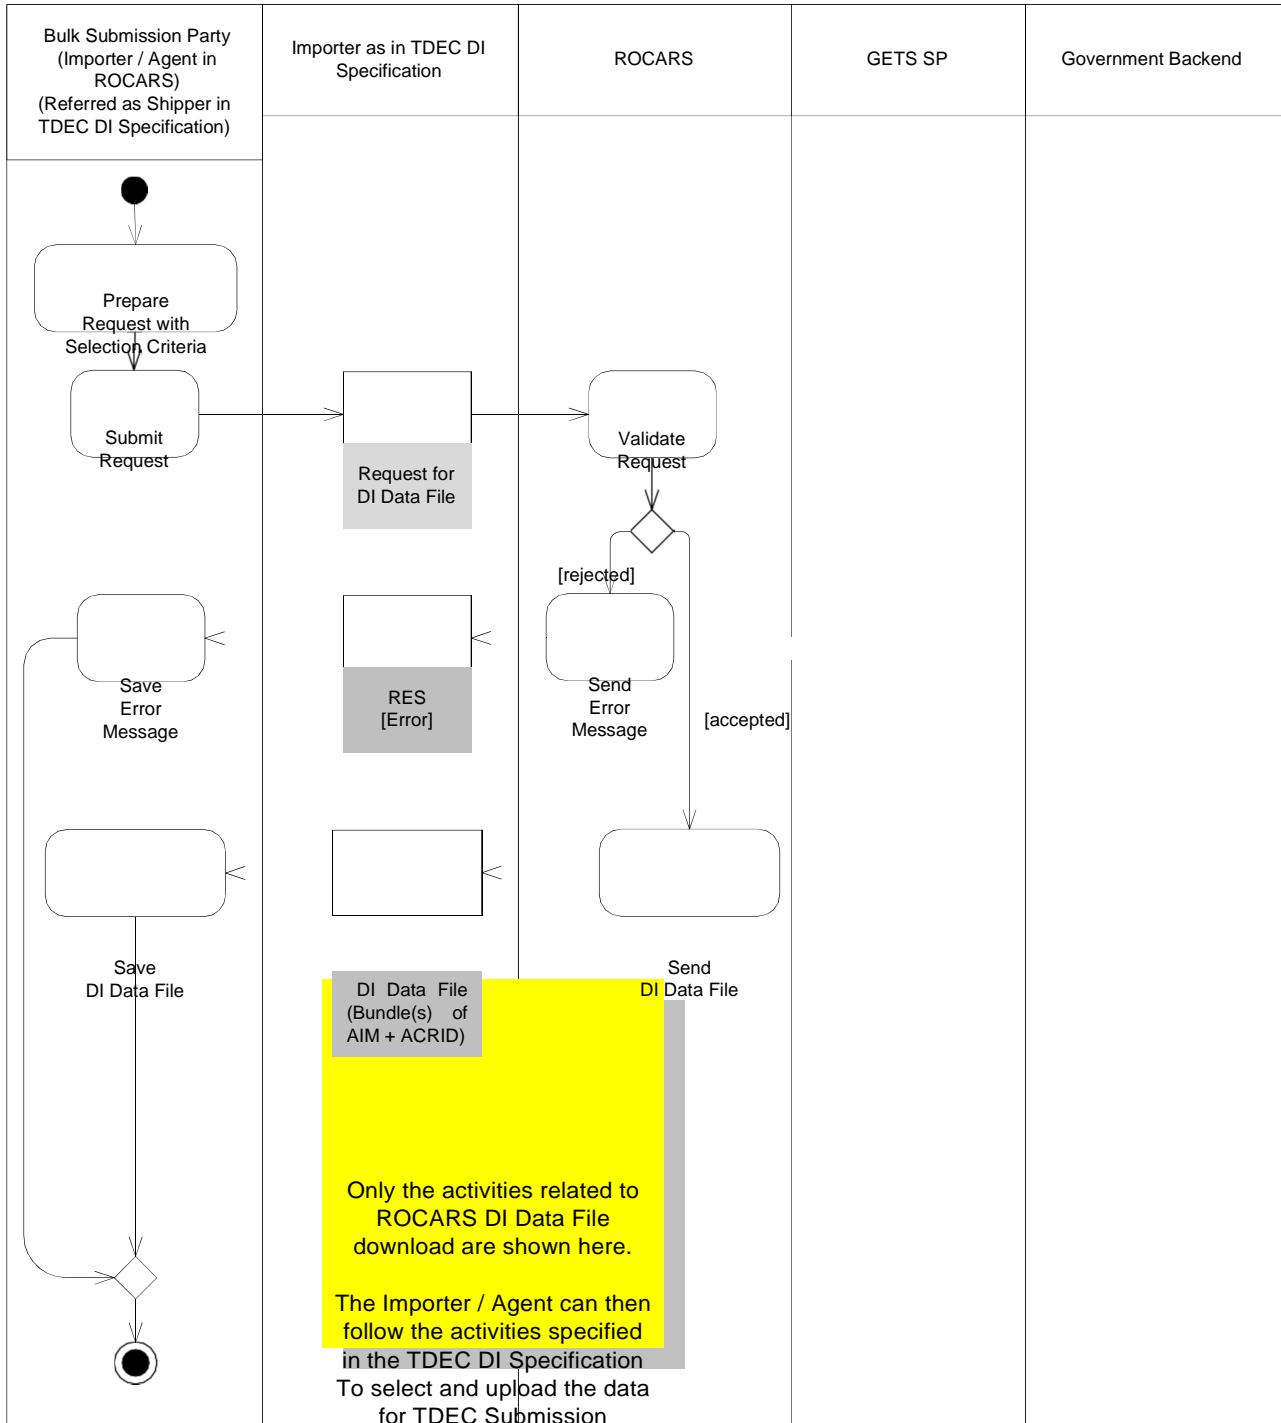 Bulk Submission Party
(Importer / Agent in
ROCARS)
(Referred as Shipper in
TDEC DI Specification)
Importer as in TDEC DI
Specification
ROCARS
GETS SP
Government Backend
Prepare
Request with
Selection Criteria
Submit
Request
Request for
DI Data File
Validate
Request
[rejected]
Save
Error
Message
RES
[Error]
Send
Error
Message
[accepted]
Save
DI Data File
DI Data File
(Bundle(s) of
AIM + ACRID)
Send
DI Data File
Only the activities related to
ROCARS DI Data File
download are shown here.
The Importer / Agent can then
follow the activities specified
in the TDEC DI Specification
To select and upload the data
for TDEC Submission